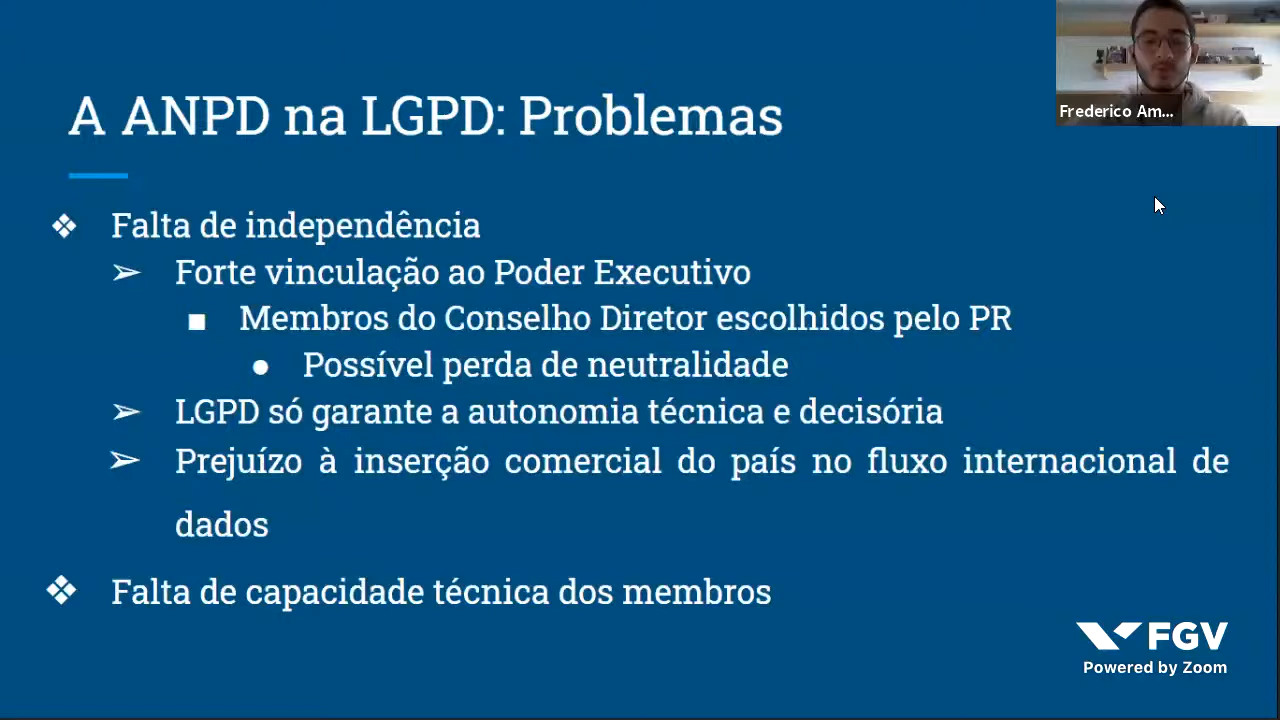 A ANPD na LGPD: Problemas
Frederico Am...
❖ Falta de independência
➢ Forte vinculação ao Poder Executivo
■ Membros do Conselho Diretor escolhidos pelo PR
● Possível perda de neutralidade
➢ LGPD só garante a autonomia técnica e decisória
➢ Prejuízo à inserção comercial do país no fluxo internacional de
dados
❖ Falta de capacidade técnica dos membros
FGV
Powered by Zoom